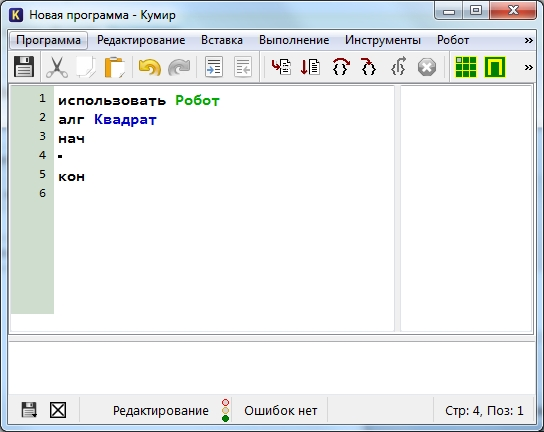 Новая программа - Кумир
Программа Редактирование Вставка Выполнение Инструменты Робот »
»
1 использовать Робот
2 алг Квадрат
3 нач
4
5 кон
6
Редактирование Ошибок нет Стр: 4, Поз: 1